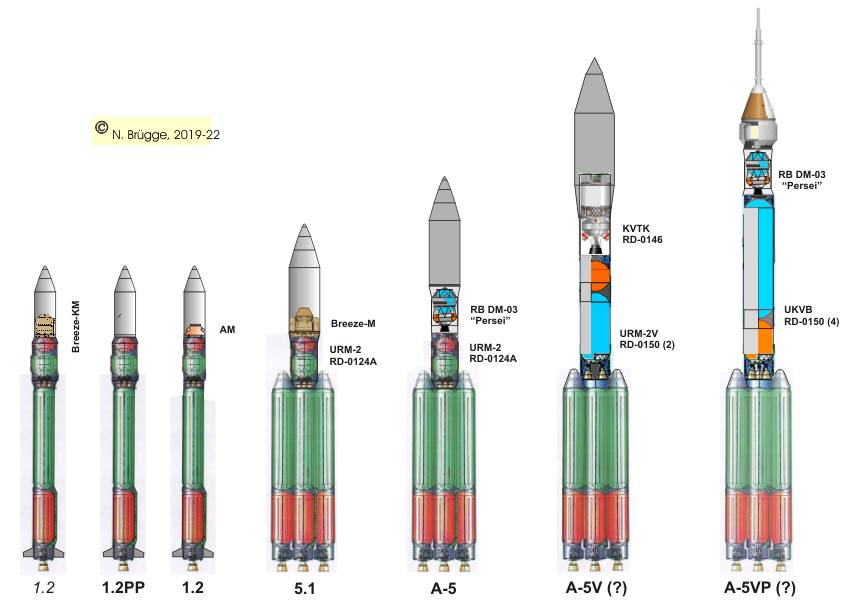 © N. Brügge, 2019-22
Breeze-KM
AM
Breeze-M
URM-2
RD-0124A
RB DM-03
“Persei”
URM-2
RD-0124A
KVTK
RD-0146
URM-2V
RD-0150 (2)
RB DM-03
“Persei”
UKVB
RD-0150 (4)
1.2
1.2PP
1.2
5.1
A-5
A-5V (?)
A-5VP (?)